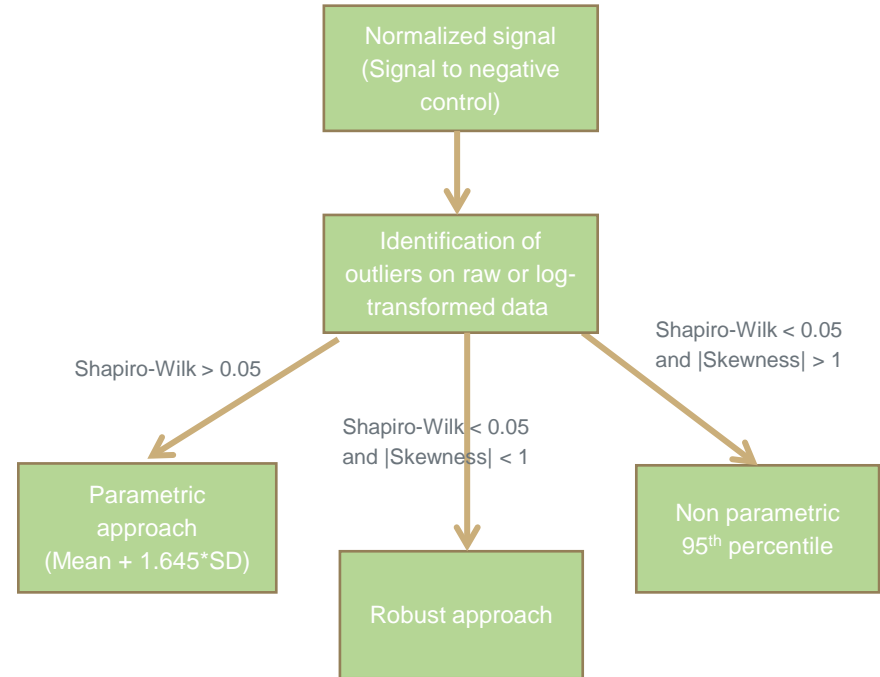 Normalized signal
(Signal to negative
control)
Identification of
outliers on raw or log-
transformed data
Shapiro-Wilk > 0.05
Shapiro-Wilk < 0.05
and |Skewness| < 1
Shapiro-Wilk < 0.05
and |Skewness| > 1
Parametric
approach
(Mean + 1.645*SD)
Robust approach
Non parametric
95th percentile